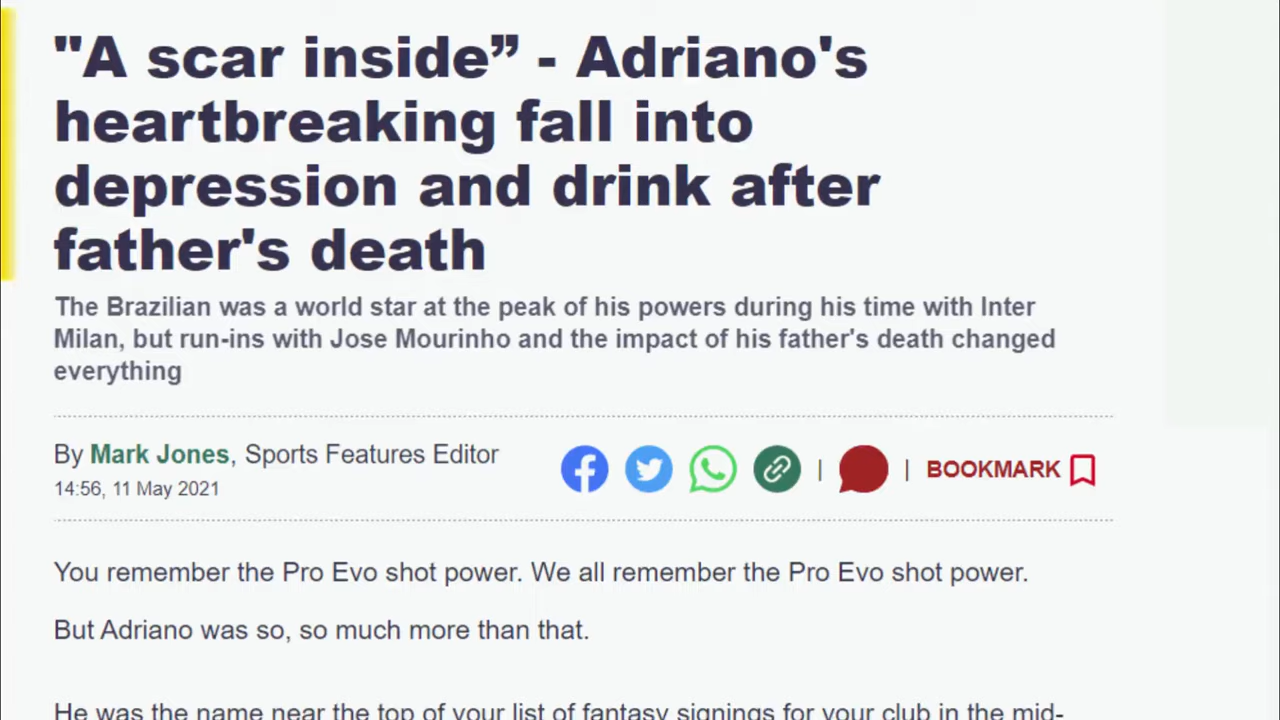 "A scar inside” - Adriano's
heartbreaking fall into
depression and drink after
father's death
The Brazilian was a world star at the peak of his powers during his time with Inter
Milan, but run-ins with Jose Mourinho and the impact of his father's death changed
everything
By Mark Jones, Sports Features Editor
14:56, 11 May 2021
| | BOOKMARK
You remember the Pro Evo shot power. We all remember the Pro Evo shot power.
But Adriano was so, so much more than that.
He was the name near the top of your list of fantasy signings for your club in the mid-